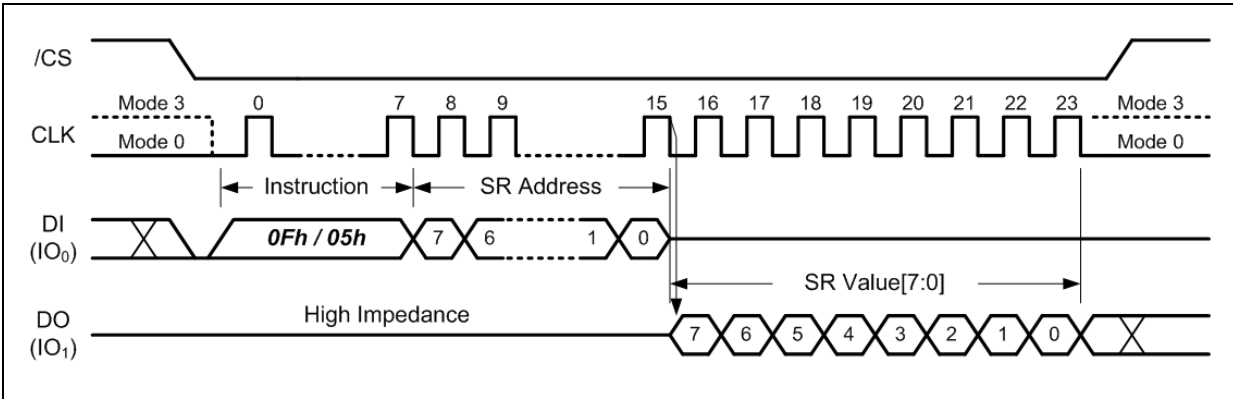 /CS
Mode 3 0 7 8 9 15 16 17 18 19 20 21 22 23 Mode 3
CLK
Mode 0 Mode 0
Instruction SR Address
DI 0Fh / 05h 7 6 1 0
(IO₀)
SR Value[7:0]
High Impedance
DO 7 6 5 4 3 2 1 0
(IO₁)